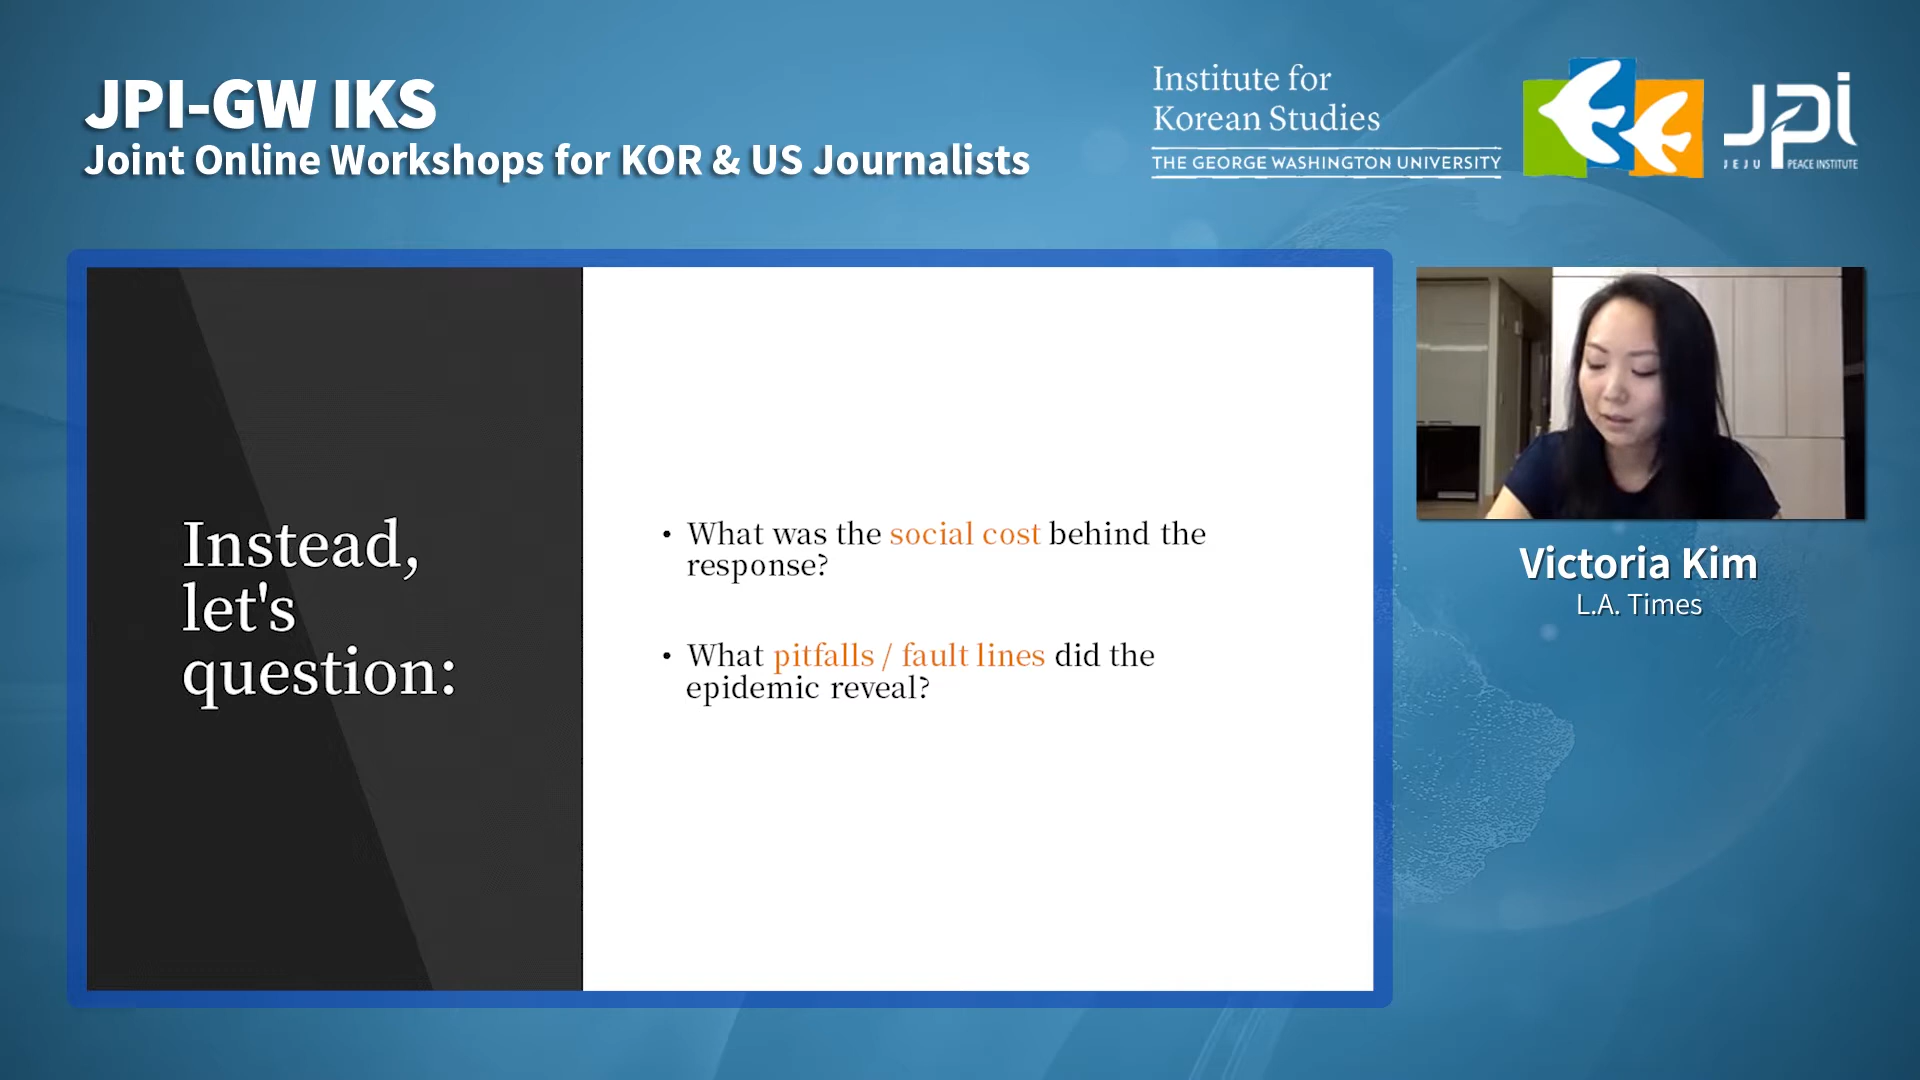 JPI-GW IKS
Joint Online Workshops for KOR & US Journalists
Institute for
Korean Studies
THE GEORGE WASHINGTON UNIVERSITY
JPI
JEJU PEACE INSTITUTE
Instead,
let's
question:
• What was the social cost behind the
response?
• What pitfalls / fault lines did the
epidemic reveal?
Victoria Kim
L.A. Times